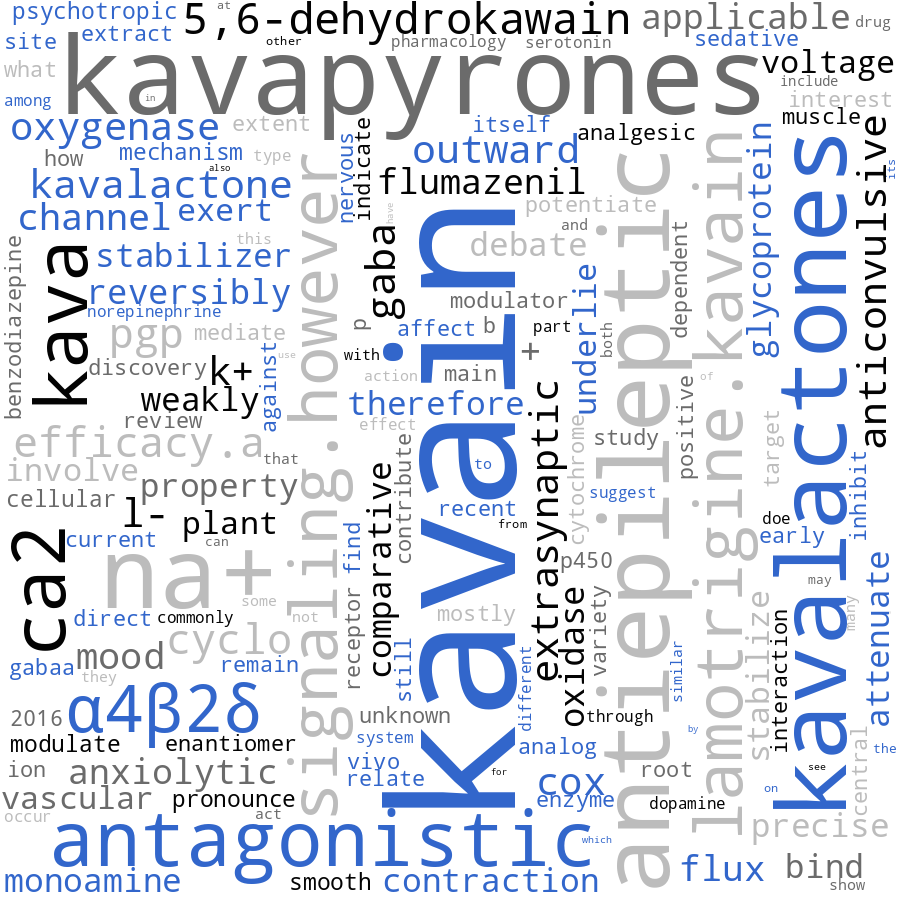 psychotropic
at
5,6-dehydrokawain
applicable
drug
site
extract
other
pharmacology
serotonin
sedative
what
kavapyrones
voltage
include
among
in
interest
oxygenase
extent
itself
analgesic
muscle
how
mechanism
type
nervous
indicate
outward
also
kavalactone
flumazenil
its
channel
exert
have
potentiate
and
this
debate
stabilizer
benzodiazepine
kava
reversibly
norepinephrine
gaba
modulator
underlie
dependent
glycoprotein
anticonvulsive
pgp
mediate
p
affect
b
part
both
discovery
k+
against
use
with
+
action
main
of
weakly
therefore
review
effect
efficacy.a
that
signaling.however
kavain
antiepileptic
lamotrigine.kavain
kavalactones
study
positive
target
involve
to
cytochrome
cellular
property
contribute
suggest
inhibit
l-
plant
recent
from
doe
early
ca2
current
can
find
comparative
extrasynaptic
p450
na+
some
not
may
many
direct
commonly
receptor
mostly
oxidase
variety
stabilize
interaction
attenuate
cyclo
mood
remain
still
similar
gabaa
they
α4β2δ
different
2016
unknown
through
by
modulate
enantiomer
system
analog
the
ion
anxiolytic
vivo
relate
for
root
see
central
vascular
pronounce
cox
enzyme
dopamine
on
occur
act
antagonistic
which
precise
monoamine
smooth
contraction
flux
bind
show